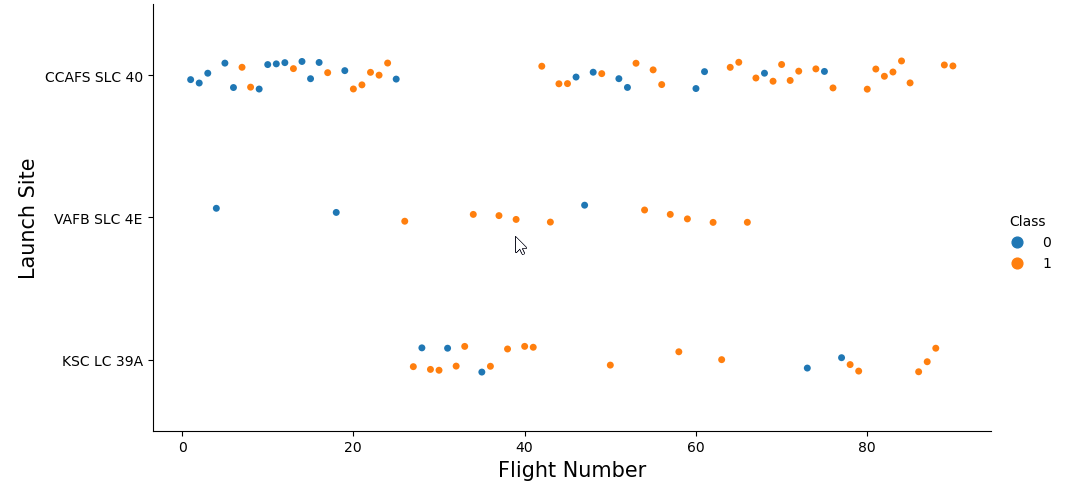 CCAFS SLC 40
VAFB SLC 4E
KSC LC 39A
Launch Site
0
20
40
60
80
Flight Number
Class
0
1